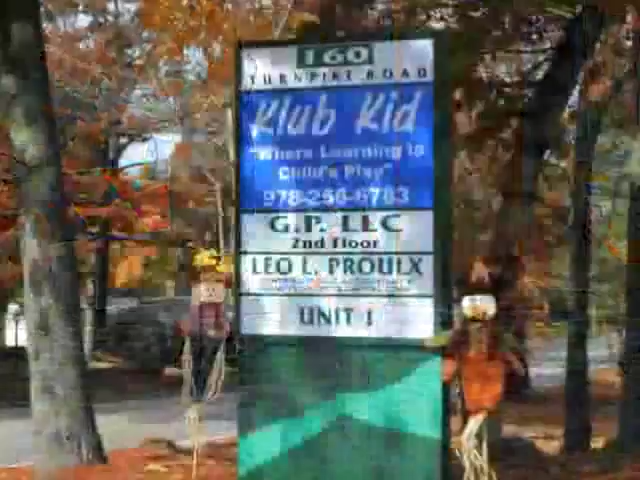 160
TURNPIKE ROAD
Klub Kid
"Where Learning is
Child's Play"
978-256-6783
G.P. LLC
2nd Floor
LEO L. PROULX
UNIT 1